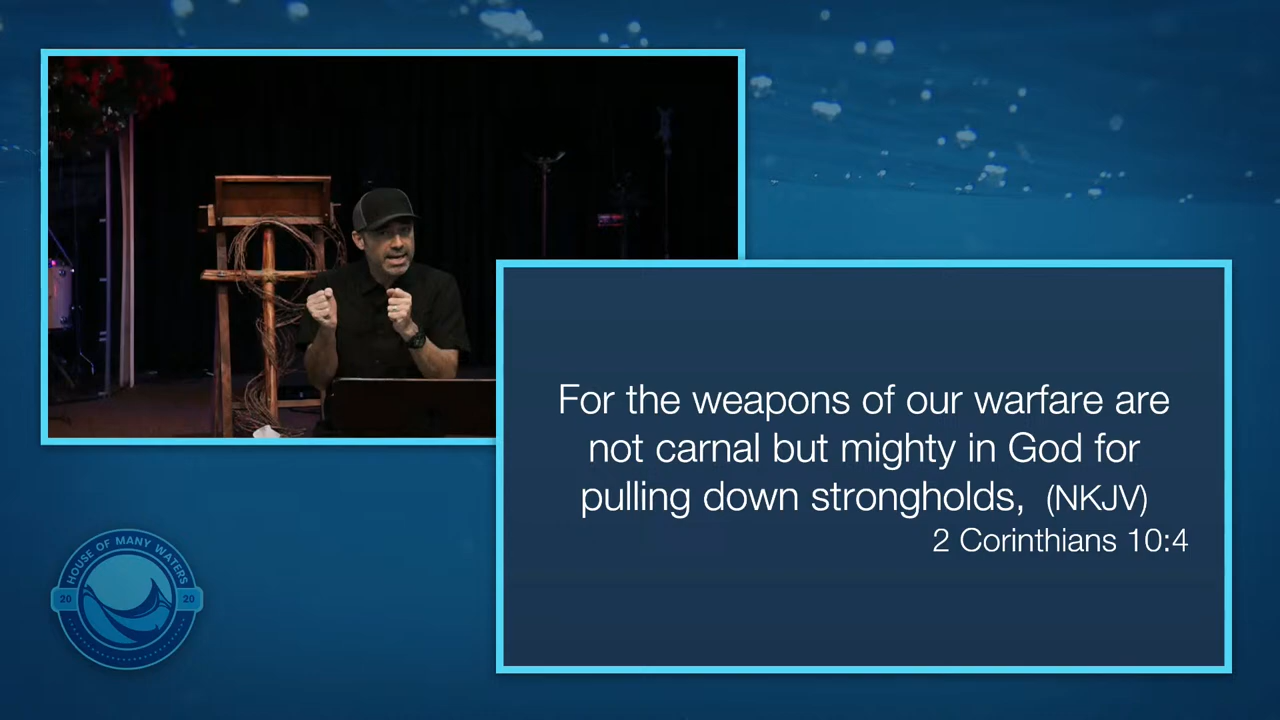 For the weapons of our warfare are
not carnal but mighty in God for
pulling down strongholds, (NKJV)
2 Corinthians 10:4
HOUSE OF MANY WATERS
20 20